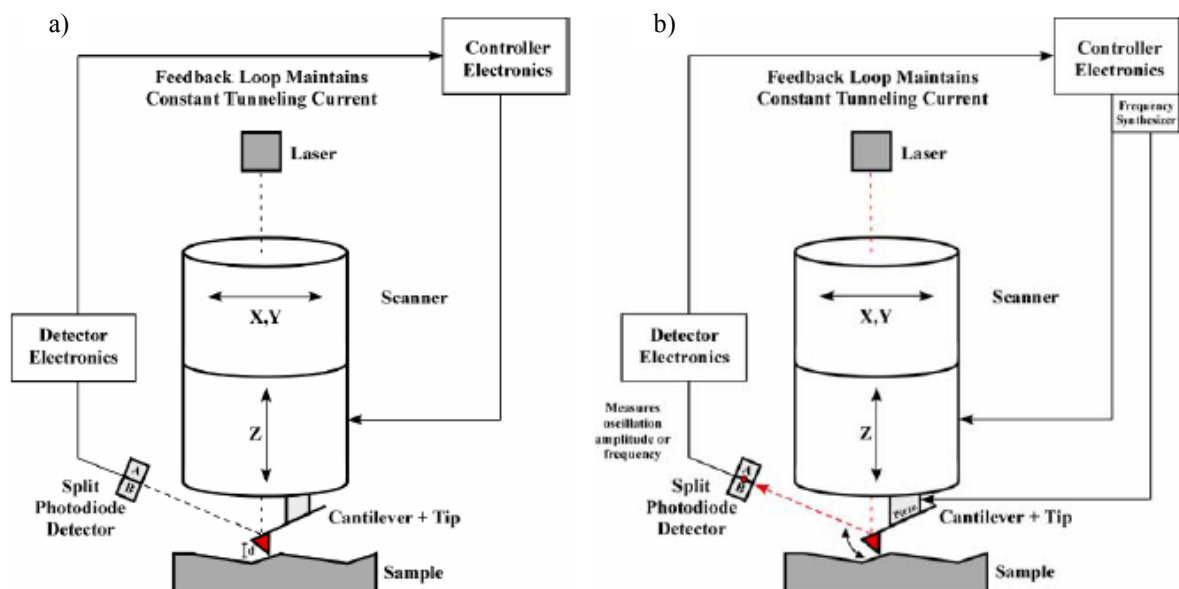 a)
Controller
Electronics
Feedback Loop Maintains
Constant Tunneling Current
Laser
Scanner
X,Y
Detector
Electronics
Z
A
B
Split
Photodiode
Detector
Cantilever + Tip
d
Sample
b)
Controller
Electronics
Feedback Loop Maintains
Constant Tunneling Current
Frequency
Synthesizer
Laser
Scanner
X,Y
Detector
Electronics
Measures
oscillation
amplitude or
frequency
Z
A
B
Split
Photodiode
Detector
Piezo
Cantilever + Tip
Sample